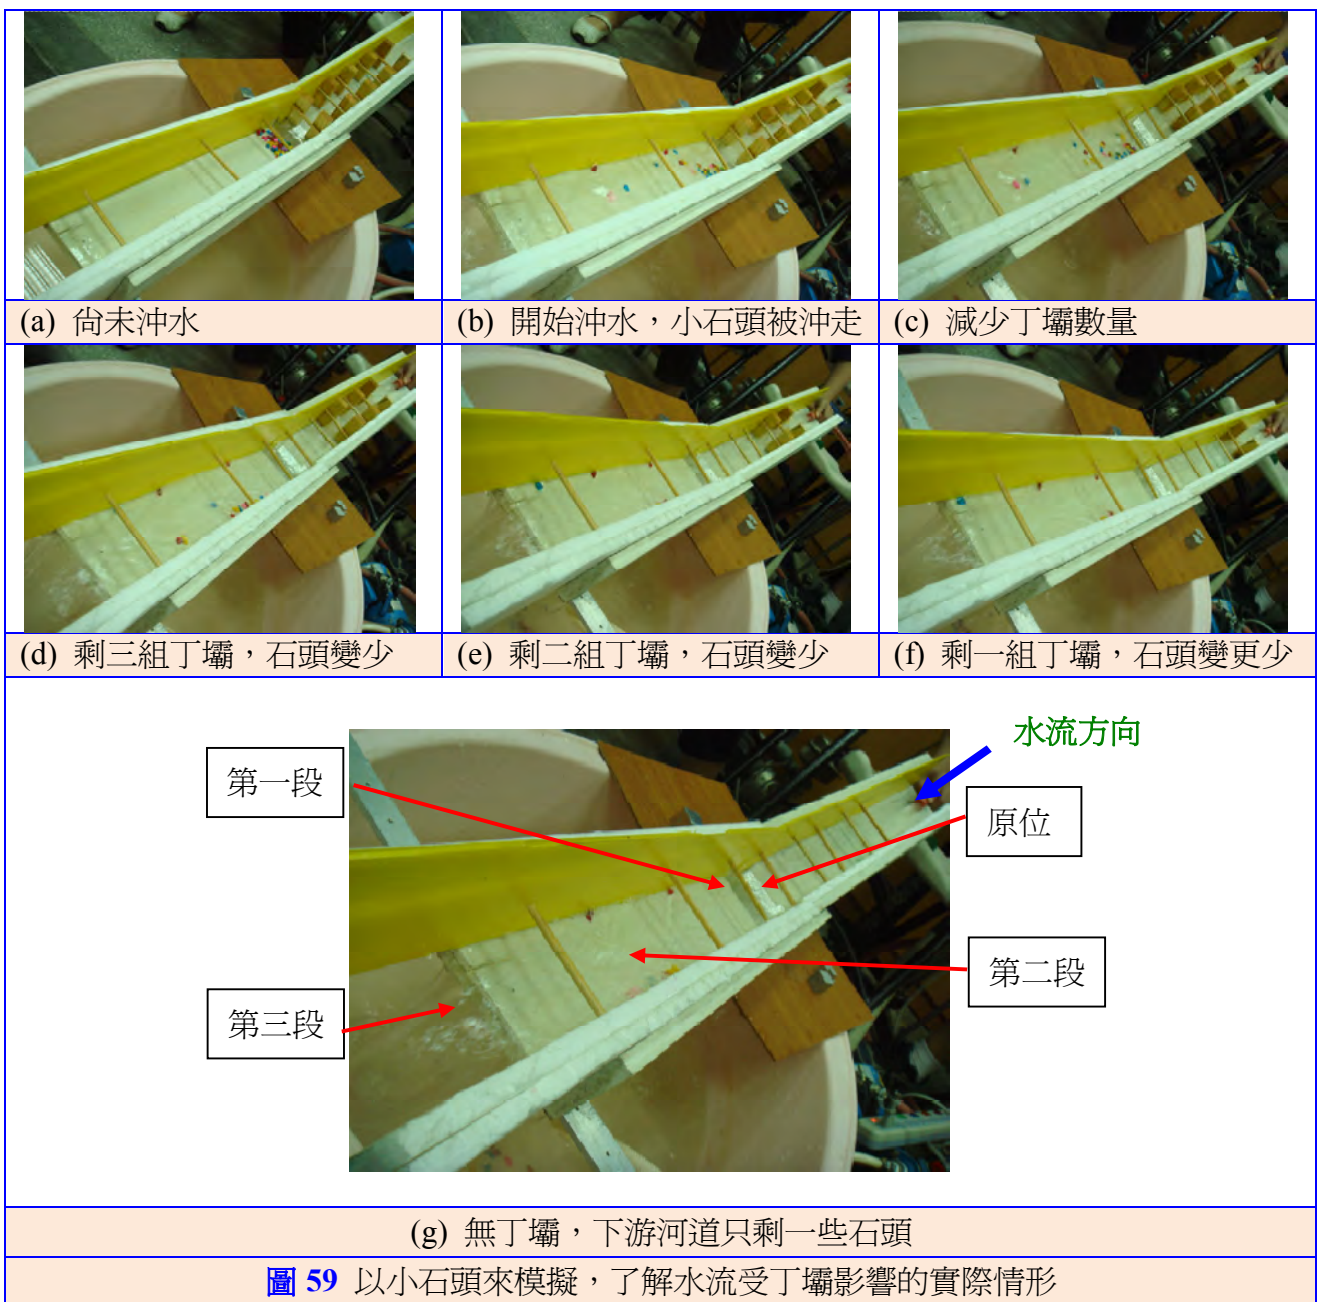 (a) 尚未沖水
(b) 開始沖水，小石頭被沖走
(c) 減少丁壩數量
(d) 剩三組丁壩，石頭變少
(e) 剩二組丁壩，石頭變少
(f) 剩一組丁壩，石頭變更少
水流方向
第一段
原位
第二段
第三段
(g) 無丁壩，下游河道只剩一些石頭
圖 59 以小石頭來模擬，了解水流受丁壩影響的實際情形